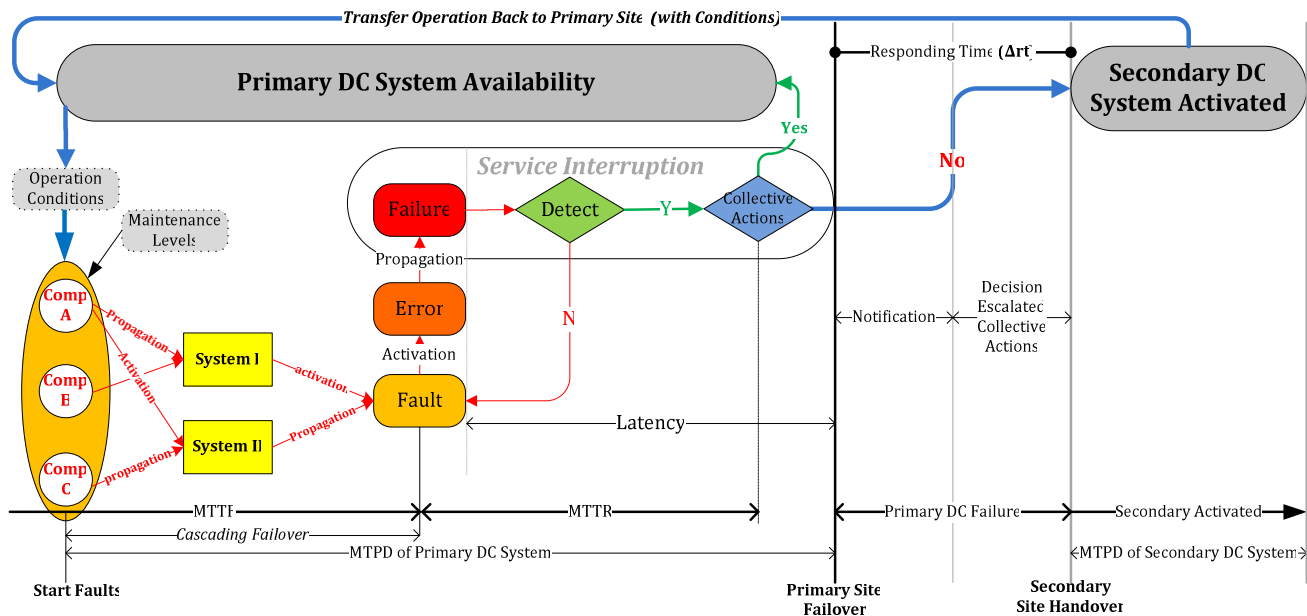 Transfer Operation Back to Primary Site (with Conditions)
Responding Time (Δrt)
Primary DC System Availability
Secondary DC
System Activated
Yes
No
Service Interruption
Operation
Conditions
Maintenance
Levels
Failure
Detect
Y
Collective
Actions
Propagation
Error
N
Activation
Fault
Decision
Escalated
Collective
Actions
Notification
Comp
A
Comp
B
Comp
C
Propagation
Activation
propagation
System I
System II
activation
Propagation
Latency
MTTF
MTTR
Primary DC Failure
Secondary Activated
Cascading Failover
MTPD of Primary DC System
MTPD of Secondary DC System
Start Faults
Primary Site
Failover
Secondary
Site Handover